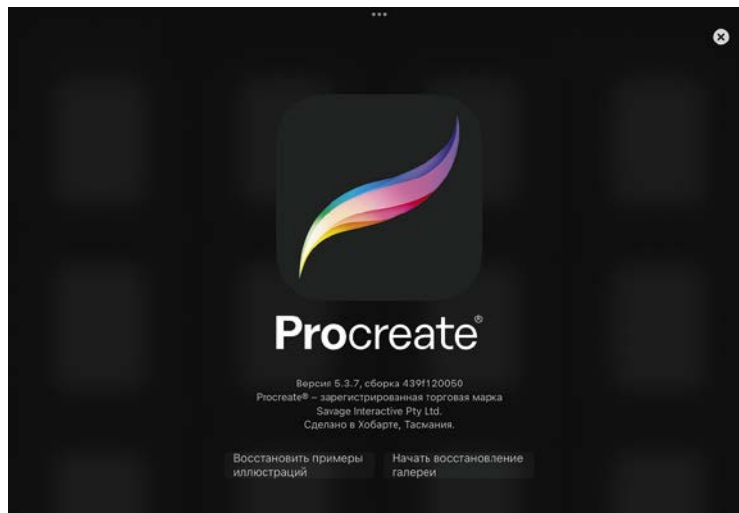 Procreate®
Версия 5.3.7, сборка 439f120050
Procreate® – зарегистрированная торговая марка
Savage Interactive Pty Ltd.
Сделано в Хобарте, Тасмания.
Восстановить примеры
иллюстраций
Начать восстановление
галереи